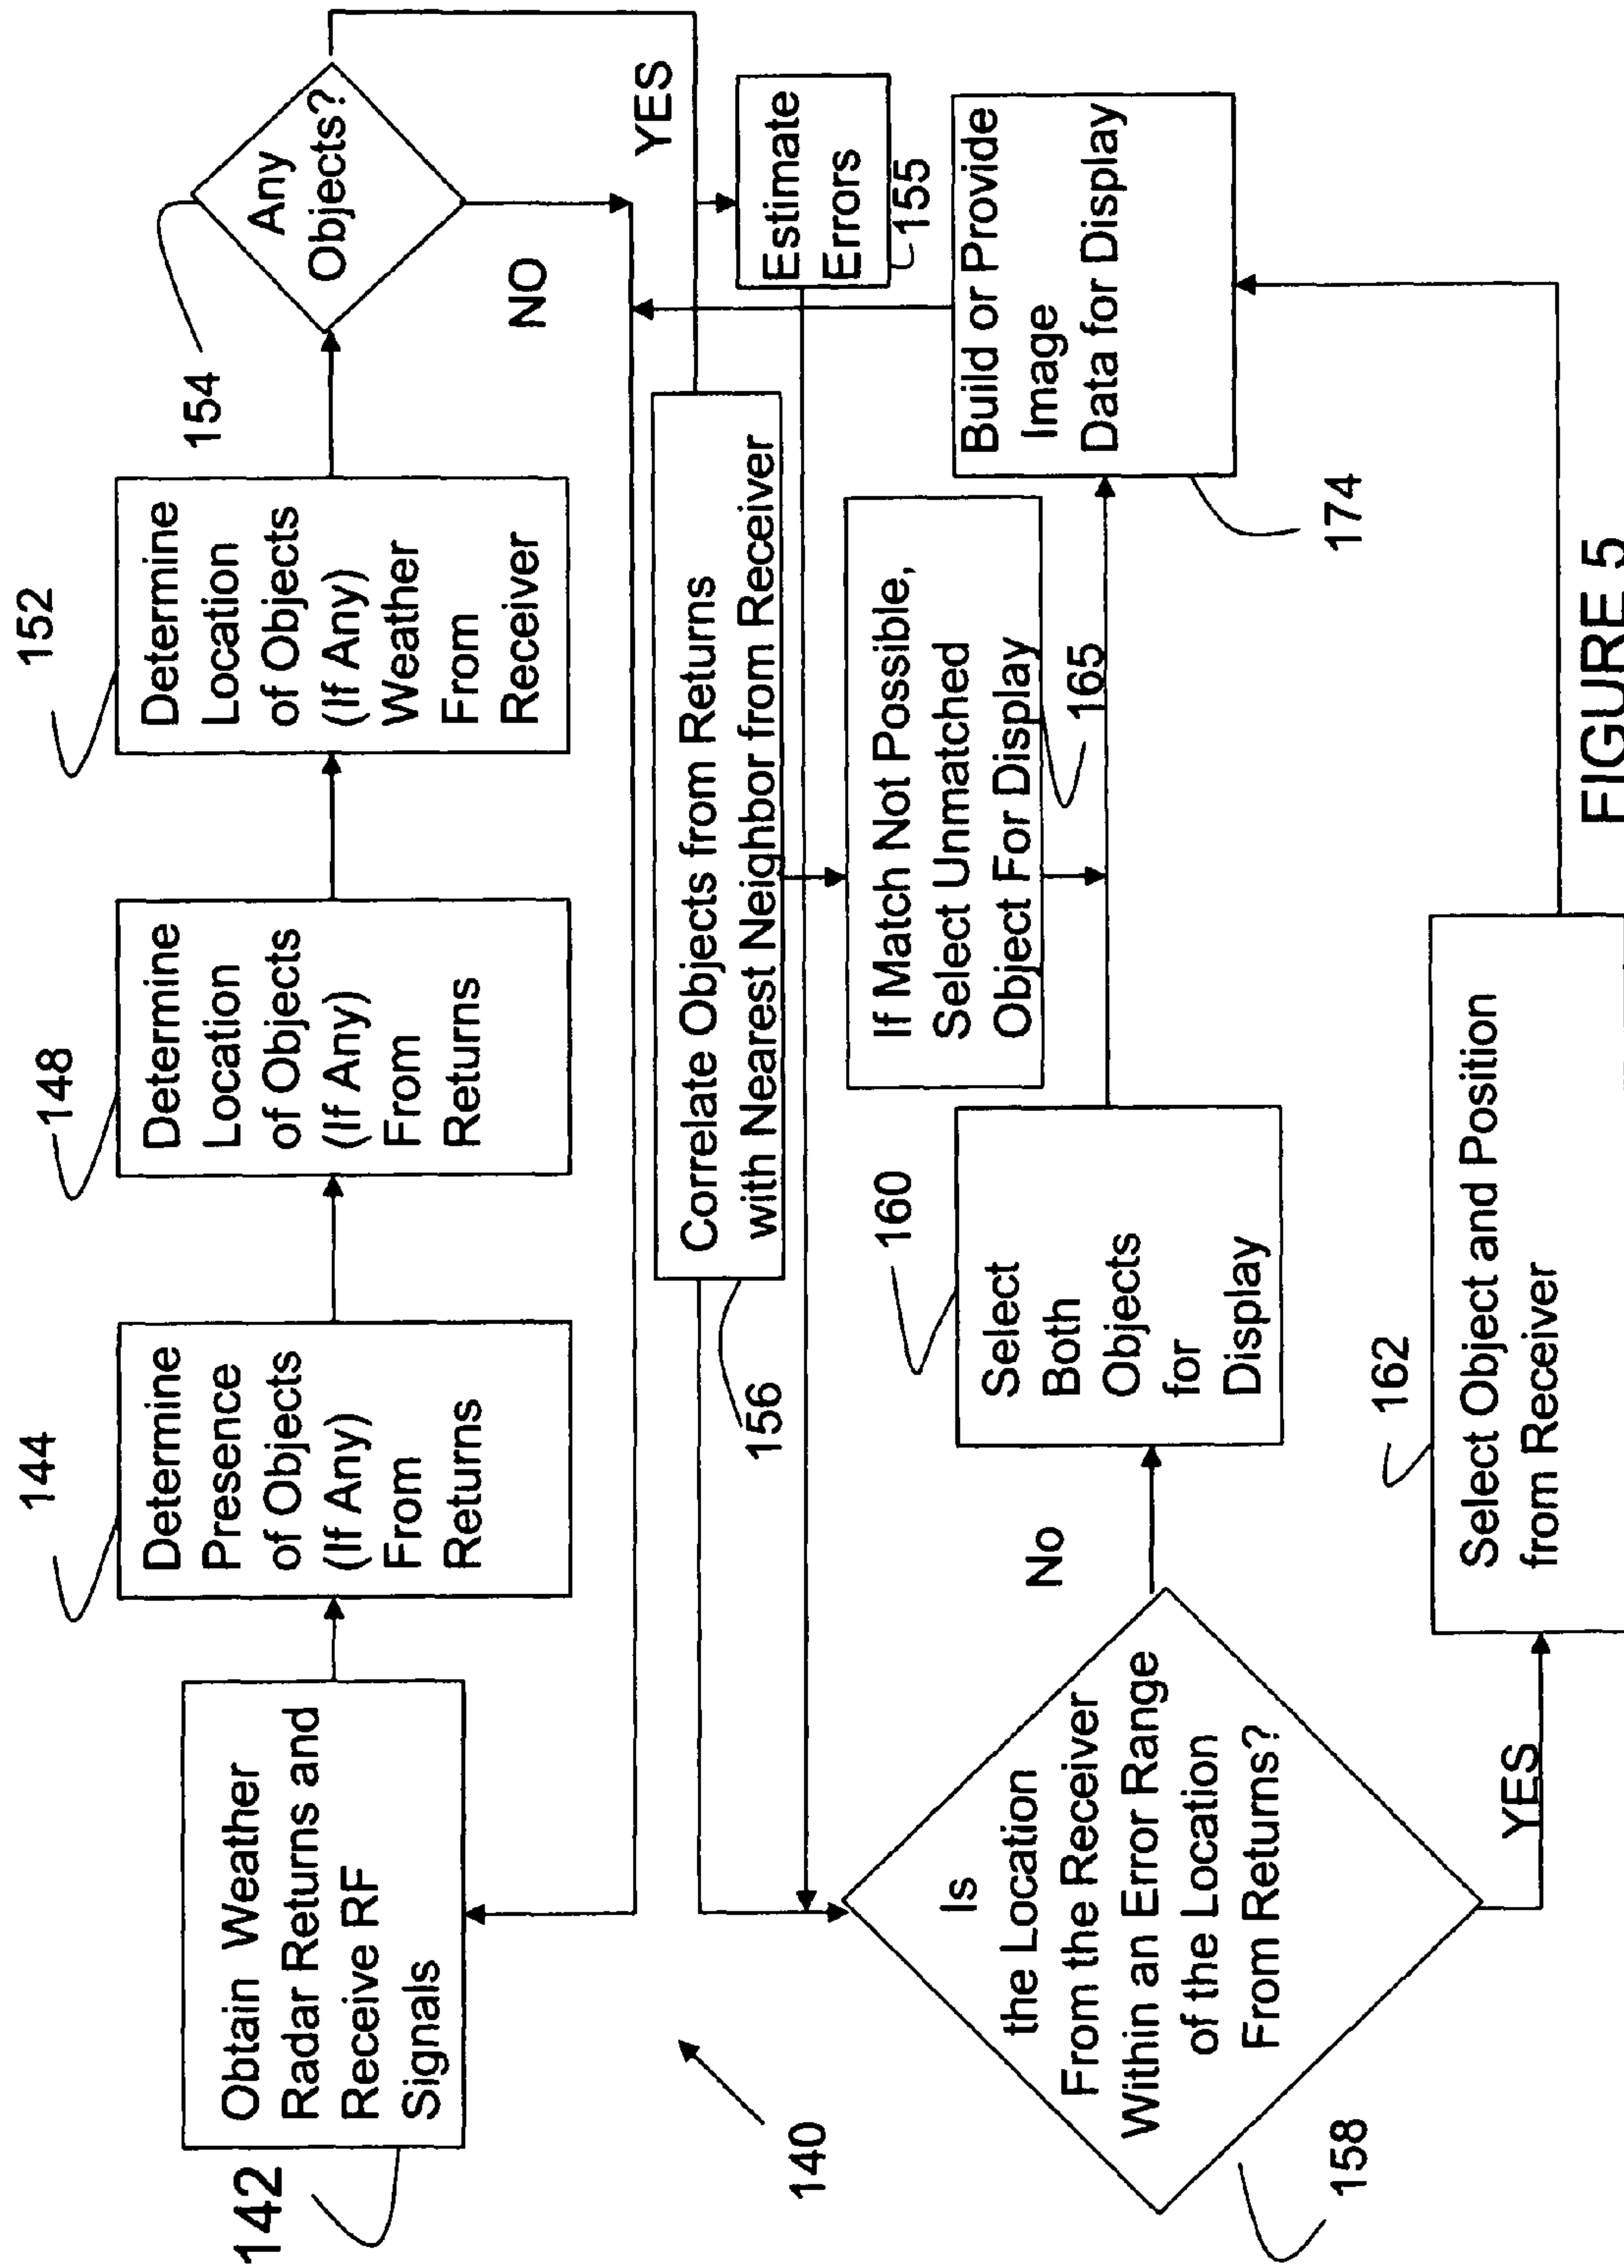 142
Obtain Weather
Radar Returns and
Receive RF
Signals
144
Determine
Presence
of Objects
(If Any)
From
Returns
148
Determine
Location
of Objects
(If Any)
From
Returns
152
Determine
Location
of Objects
(If Any)
Weather
From
Receiver
154
Any
Objects?
NO
YES
Estimate
Errors
155
Correlate Objects from Returns
with Nearest Neighbor from Receiver
156
140
If Match Not Possible,
Select Unmatched
Object For Display
165
Is
the Location
From the Receiver
Within an Error Range
of the Location
From Returns?
158
No
160
Select
Both
Objects
for
Display
Build or Provide
Image
Data for Display
174
YES
162
Select Object and Position
from Receiver
FIGURE 5